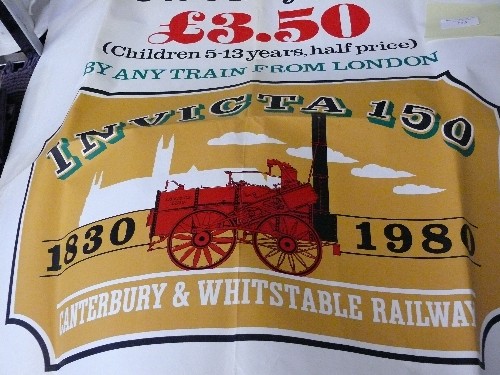 £3.50
(Children 5-13 years, half price)
BY ANY TRAIN FROM LONDON
INVICTA 150
1830 1980
CANTERBURY & WHITSTABLE RAILWAY